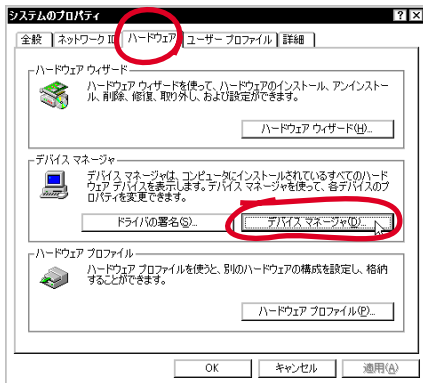 システムのプロパティ
全般 ネットワーク ID ハードウェア ユーザー プロファイル 詳細
ハードウェア ウィザード
ハードウェア ウィザードを使って、ハードウェアのインストール、アンインストー
ル、削除、修復、取り外し、および設定ができます。
ハードウェア ウィザード(H)...
デバイス マネージャ
デバイス マネージャは、コンピュータにインストールされているすべてのハード
ウェア デバイスを表示します。デバイス マネージャを使って、各デバイスのプ
ロパティを変更できます。
ドライバの署名(S)... デバイス マネージャ(D)...
ハードウェア プロファイル
ハードウェア プロファイルを使うと、別のハードウェアの構成を設定し、格納
することができます。
ハードウェア プロファイル(P)...
OK キャンセル 適用(A)